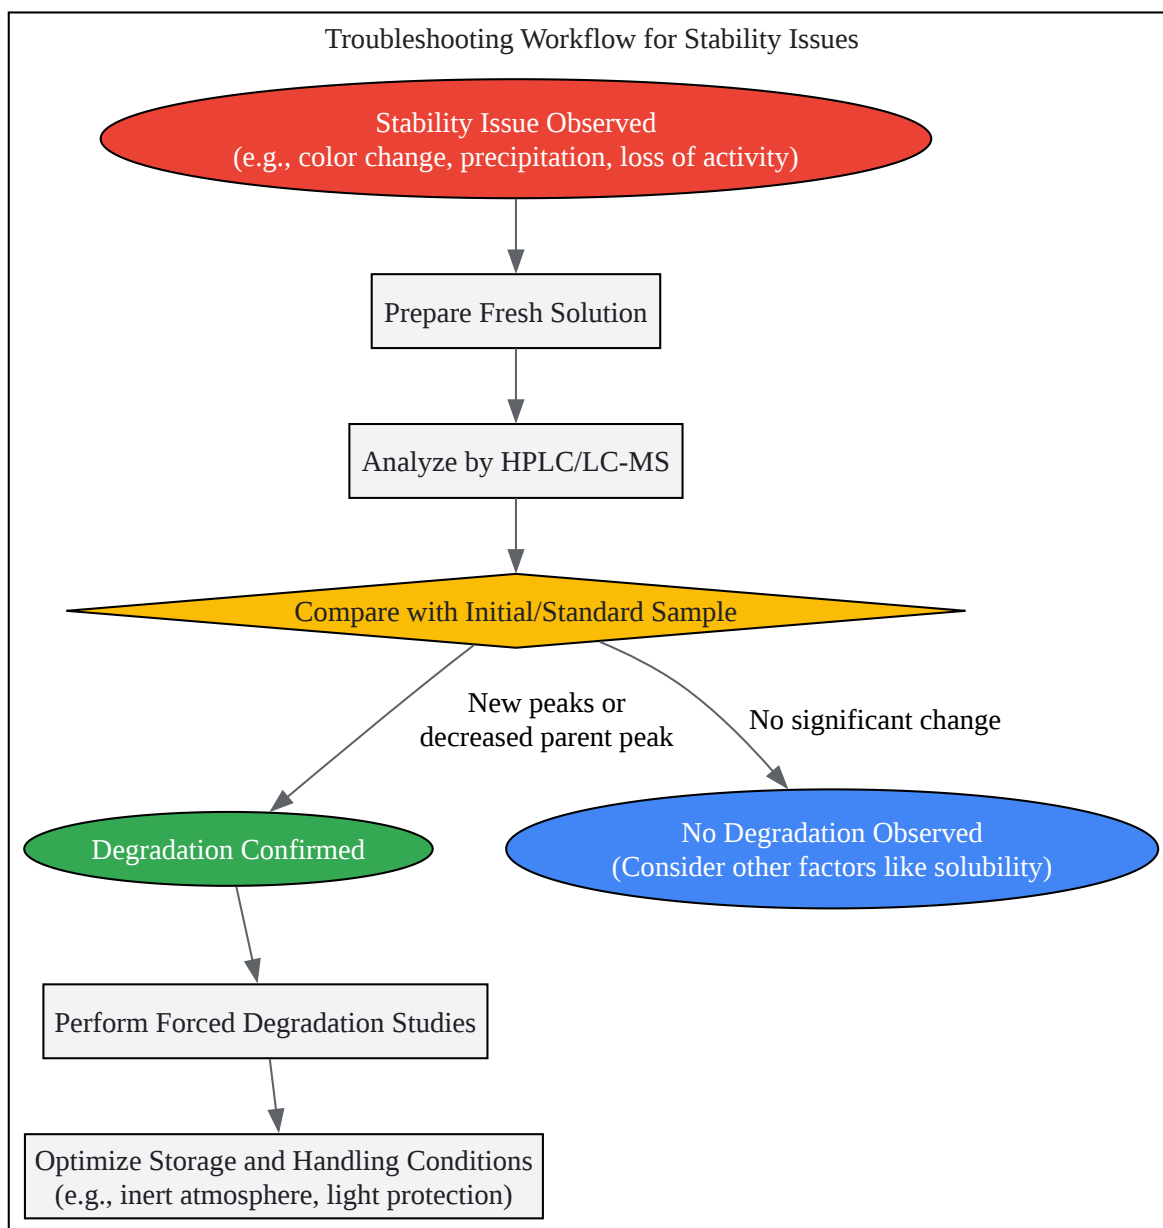 Troubleshooting Workflow for Stability Issues
Stability Issue Observed
(e.g., color change, precipitation, loss of activity)
Prepare Fresh Solution
Analyze by HPLC/LC-MS
Compare with Initial/Standard Sample
New peaks or
decreased parent peak
No significant change
Degradation Confirmed
No Degradation Observed
(Consider other factors like solubility)
Perform Forced Degradation Studies
Optimize Storage and Handling Conditions
(e.g., inert atmosphere, light protection)